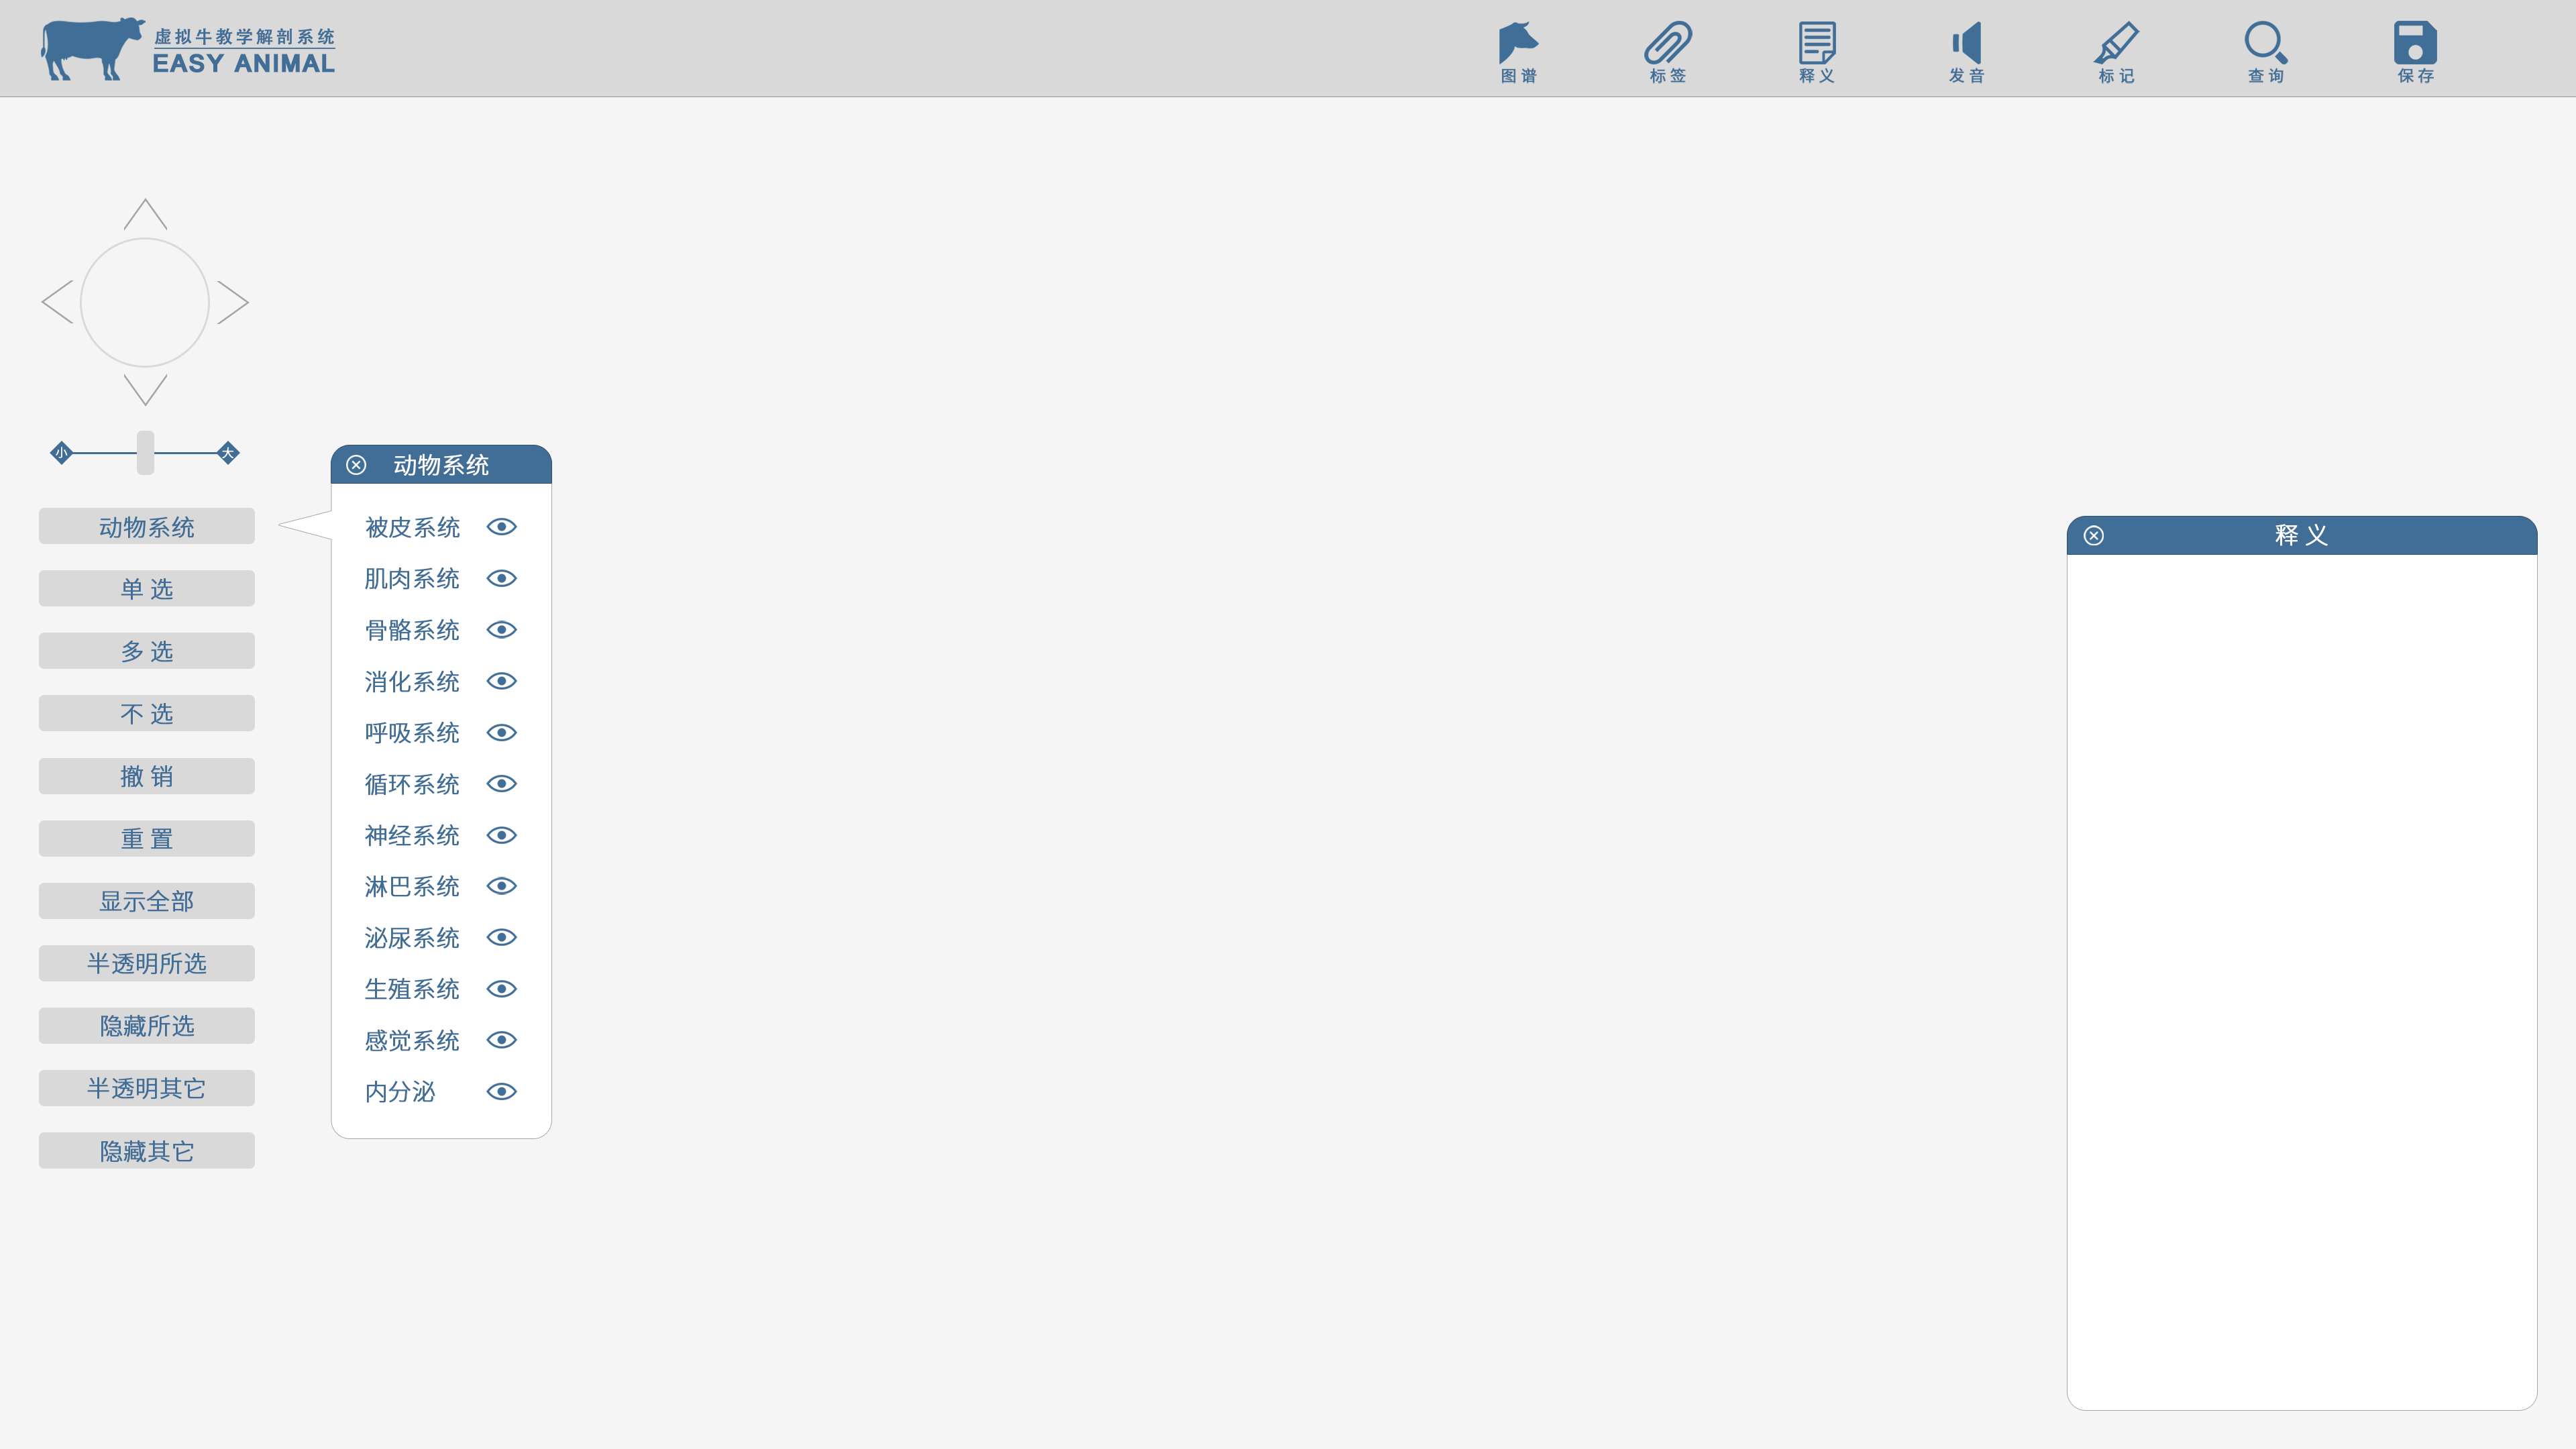 虚拟牛教学解剖系统
EASY ANIMAL
图谱
标签
释义
发音
标记
查询
保存
小
大
动物系统
单选
多选
不选
撤销
重置
显示全部
半透明所选
隐藏所选
半透明其它
隐藏其它
动物系统
被皮系统
肌肉系统
骨骼系统
消化系统
呼吸系统
循环系统
神经系统
淋巴系统
泌尿系统
生殖系统
感觉系统
内分泌
释义